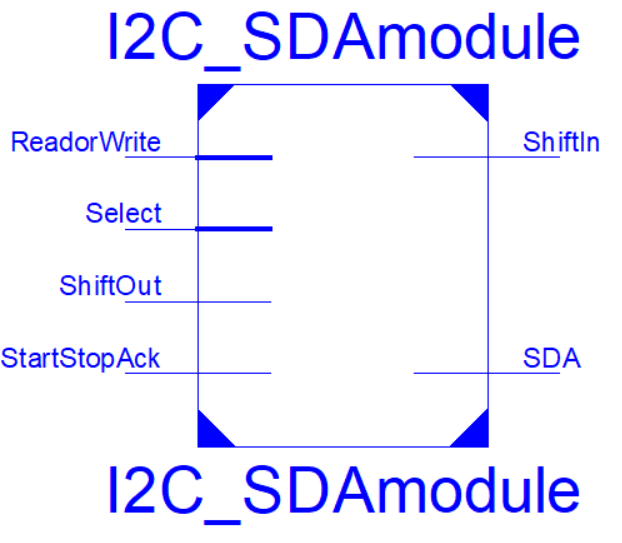 I2C_SDAmodule
ReadorWrite
ShiftIn
Select
ShiftOut
StartStopAck
SDA
I2C_SDAmodule